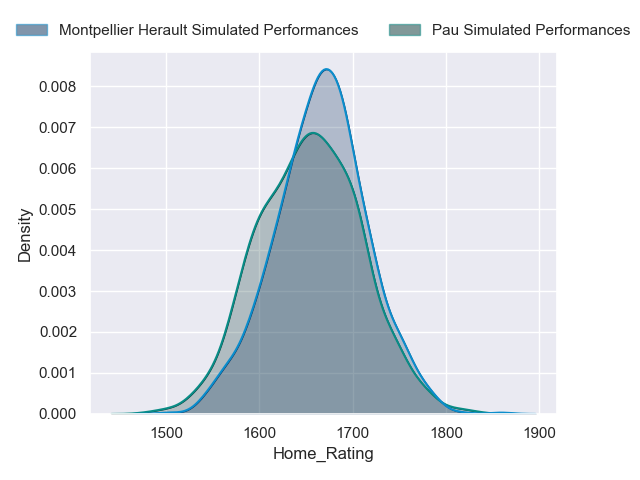 Montpellier Herault Simulated Performances Pau Simulated Performances
0.008
0.007
0.006
0.005
0.004
0.003
0.002
0.001
0.000
Density
1500 1600 1700 1800 1900
Home_Rating